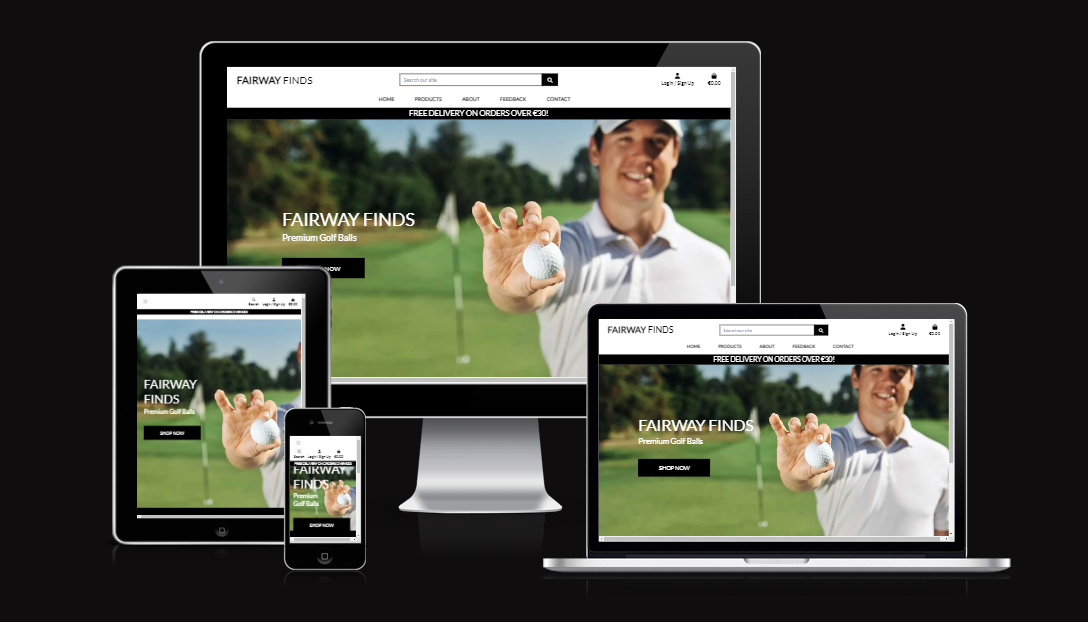 FAIRWAY FINDS
Search our site
Login / Sign Up
€0.00
HOME PRODUCTS ABOUT FEEDBACK CONTACT
FREE DELIVERY ON ORDERS OVER €30!
FAIRWAY FINDS
Premium Golf Balls
NOW
Search Login / Sign Up €0.00
FREE DELIVERY ON ORDERS OVER €30!
FAIRWAY
FINDS
Premium Golf Balls
SHOP NOW
Search Login / Sign Up €0.00
FREE DELIVERY ON ORDERS OVER €30!
FAIRWAY
FINDS
Premium
Golf Balls
SHOP NOW
FAIRWAY FINDS
Search our site
Login / Sign Up
€0.00
HOME PRODUCTS ABOUT FEEDBACK CONTACT
FREE DELIVERY ON ORDERS OVER €30!
FAIRWAY FINDS
Premium Golf Balls
SHOP NOW